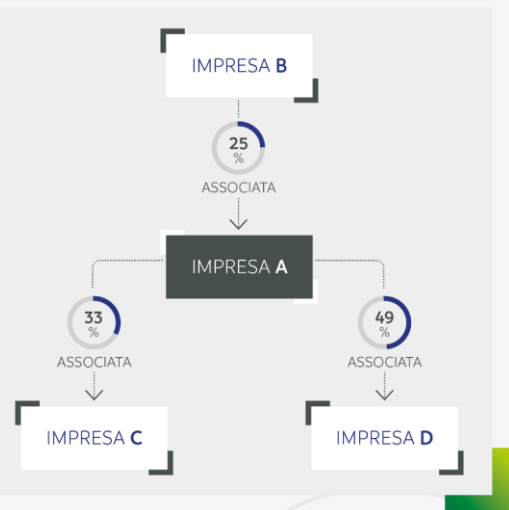 IMPRESA B
25
%
ASSOCIATA
IMPRESA A
33
%
ASSOCIATA
49
%
ASSOCIATA
IMPRESA C
IMPRESA D